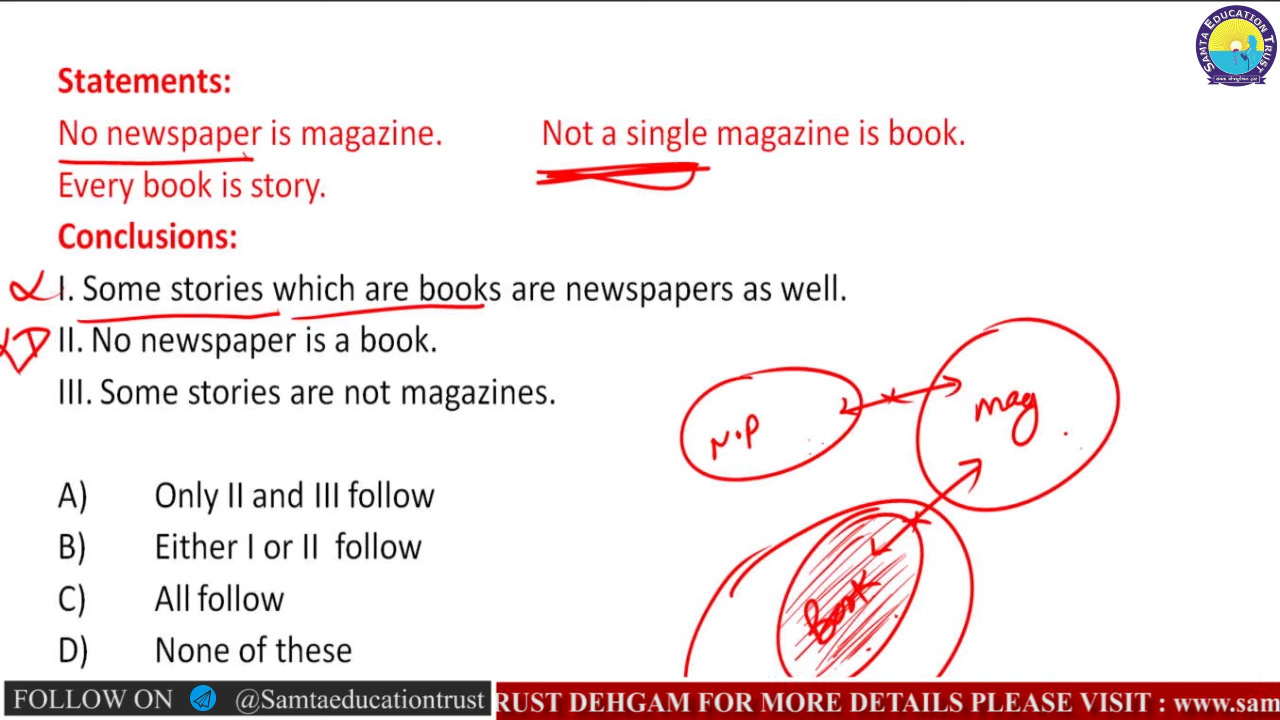 SAMTA EDUCATION TRUST
Statements:
No newspaper is magazine. Not a single magazine is book.
Every book is story.
Conclusions:
I. Some stories which are books are newspapers as well.
II. No newspaper is a book.
III. Some stories are not magazines.
N.P
mag
Book
A) Only II and III follow
B) Either I or II follow
C) All follow
D) None of these
FOLLOW ON @Samtaeducationtrust RUST DEHGAM FOR MORE DETAILS PLEASE VISIT : www.sam